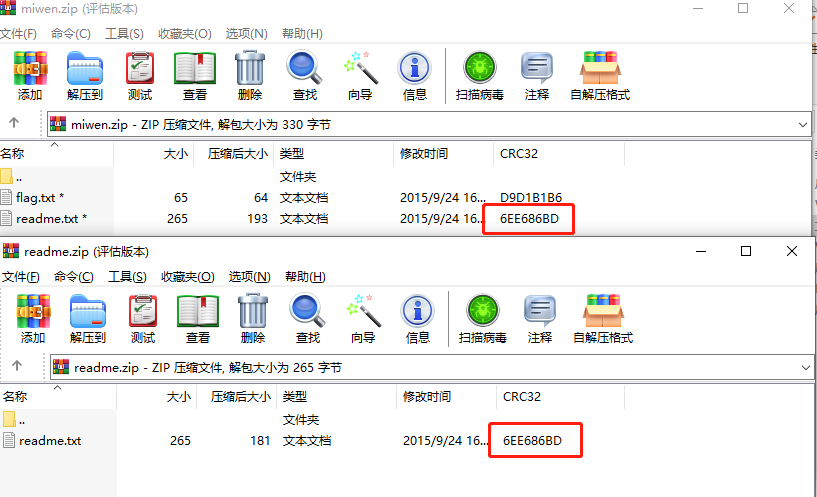 miwen.zip (评估版本)
文件(F) 命令(C) 工具(S) 收藏夹(O) 选项(N) 帮助(H)
添加 解压到 测试 查看 删除 查找 向导 信息 扫描病毒 注释 自解压格式
miwen.zip - ZIP 压缩文件, 解包大小为 330 字节
名称 大小 压缩后大小 类型 修改时间 CRC32
.. 文件夹
flag.txt * 65 64 文本文档 2015/9/24 16... D9D1B1B6
readme.txt * 265 193 文本文档 2015/9/24 16... 6EE686BD
readme.zip (评估版本)
文件(F) 命令(C) 工具(S) 收藏夹(O) 选项(N) 帮助(H)
添加 解压到 测试 查看 删除 查找 向导 信息 扫描病毒 注释 自解压格式
readme.zip - ZIP 压缩文件, 解包大小为 265 字节
名称 大小 压缩后大小 类型 修改时间 CRC32
.. 文件夹
readme.txt 265 181 文本文档 2015/9/24 16... 6EE686BD